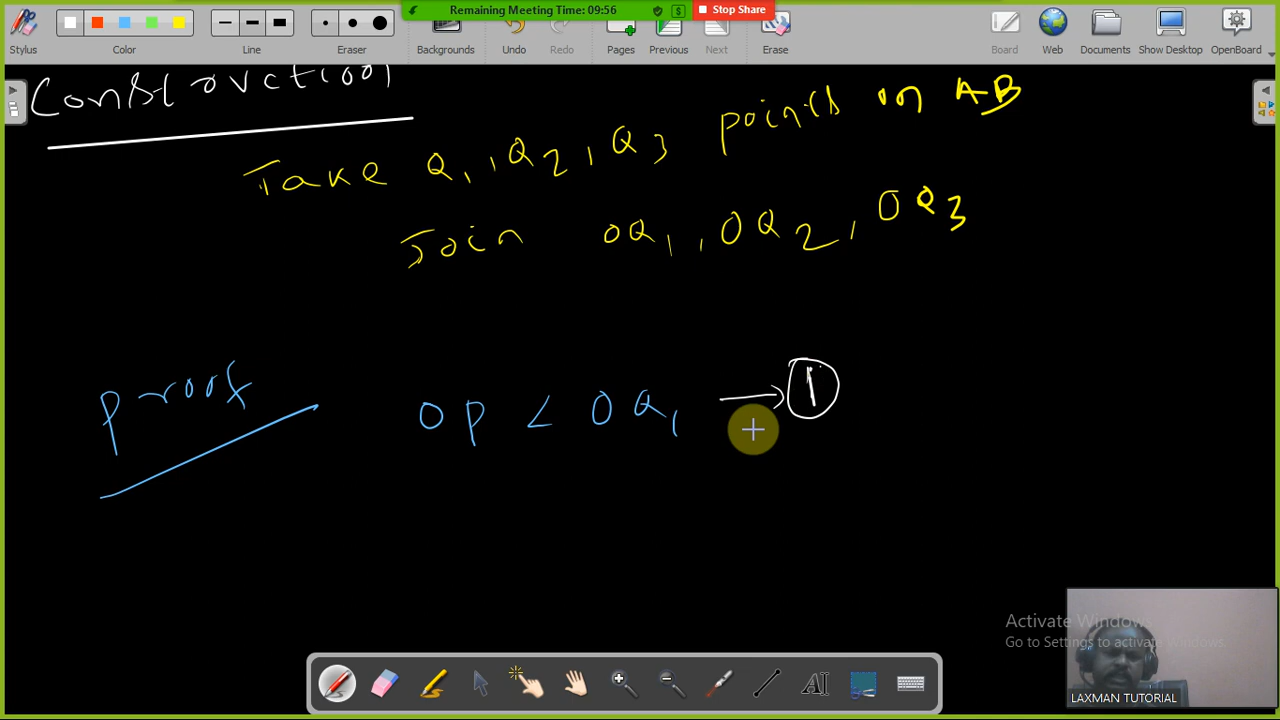 Remaining Meeting Time: 09:56
Stop Share
Stylus
Color
Line
Eraser
Backgrounds
Undo
Redo
Pages
Previous
Next
Erase
Board
Web
Documents
Show Desktop
OpenBoard
Construction
Take Q1, Q2, Q3 points on AB
Join OQ1, OQ2, OQ3
Proof OP < OQ1 → 1
Activate Windows
Go to Settings to activate Windows.
LAXMAN TUTORIAL